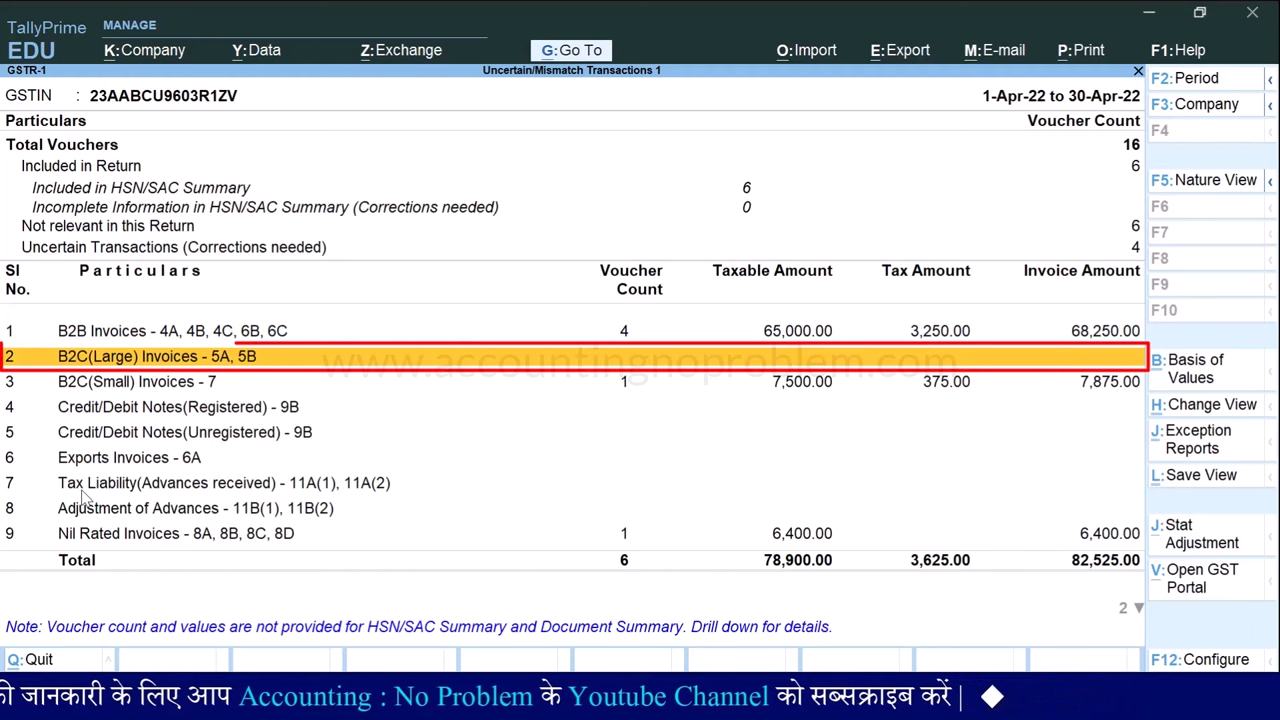 TallyPrime MANAGE
EDU K:Company Y:Data Z:Exchange G:Go To O:Import E:Export M:E-mail P:Print F1:Help
GSTR-1 Uncertain/Mismatch Transactions 1 ×
GSTIN : 23AABCU9603R1ZV 1-Apr-22 to 30-Apr-22
Particulars Voucher Count
Total Vouchers 16
Included in Return 6
Included in HSN/SAC Summary 6
Incomplete Information in HSN/SAC Summary (Corrections needed) 0
Not relevant in this Return 6
Uncertain Transactions (Corrections needed) 4
Sl Particulars Voucher Taxable Amount Tax Amount Invoice Amount
No. Count
1 B2B Invoices - 4A, 4B, 4C, 6B, 6C 4 65,000.00 3,250.00 68,250.00
2 B2C(Large) Invoices - 5A, 5B
www.accountingnoproblem.com
3 B2C(Small) Invoices - 7 1 7,500.00 375.00 7,875.00
4 Credit/Debit Notes(Registered) - 9B
5 Credit/Debit Notes(Unregistered) - 9B
6 Exports Invoices - 6A
7 Tax Liability(Advances received) - 11A(1), 11A(2)
8 Adjustment of Advances - 11B(1), 11B(2)
9 Nil Rated Invoices - 8A, 8B, 8C, 8D 1 6,400.00 6,400.00
Total 6 78,900.00 3,625.00 82,525.00
2 ▼
Note: Voucher count and values are not provided for HSN/SAC Summary and Document Summary. Drill down for details.
Q:Quit
F2:Period
F3:Company
F4
F5:Nature View
F6
F7
F8
F9
F10
B:Basis of
Values
H:Change View
J:Exception
Reports
L:Save View
J:Stat
Adjustment
V:Open GST
Portal
F12:Configure
की जानकारी के लिए आप Accounting : No Problem के Youtube Channel को सब्सक्राइब करें | ◆